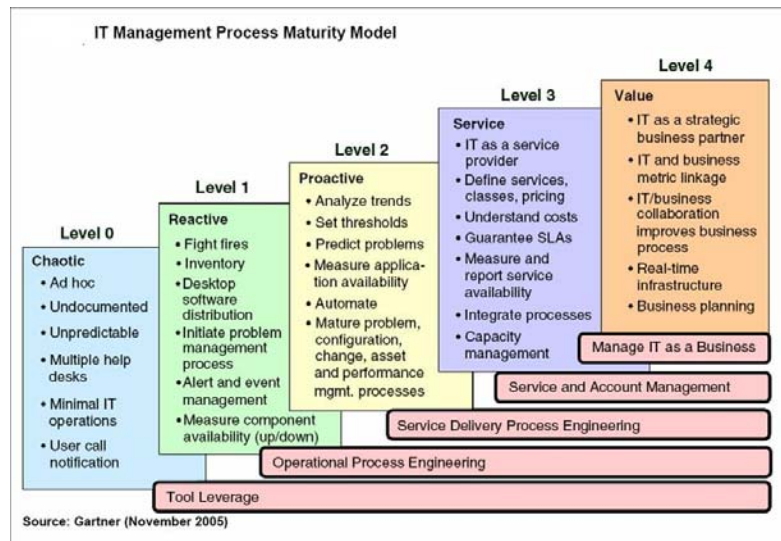 IT Management Process Maturity Model
Level 0
Chaotic
• Ad hoc
• Undocumented
• Unpredictable
• Multiple help
desks
• Minimal IT
operations
• User call
notification
Level 1
Reactive
• Fight fires
• Inventory
• Desktop
software
distribution
• Initiate problem
management
process
• Alert and event
management
• Measure component
availability (up/down)
Level 2
Proactive
• Analyze trends
• Set thresholds
• Predict problems
• Measure applica-
tion availability
• Automate
• Mature problem,
configuration,
change, asset
and performance
mgmt. processes
Level 3
Service
• IT as a service
provider
• Define services,
classes, pricing
• Understand costs
• Guarantee SLAs
• Measure and
report service
availability
• Integrate processes
• Capacity
management
Level 4
Value
• IT as a strategic
business partner
• IT and business
metric linkage
• IT/business
collaboration
improves business
process
• Real-time
infrastructure
• Business planning
Manage IT as a Business
Service and Account Management
Service Delivery Process Engineering
Operational Process Engineering
Tool Leverage
Source: Gartner (November 2005)